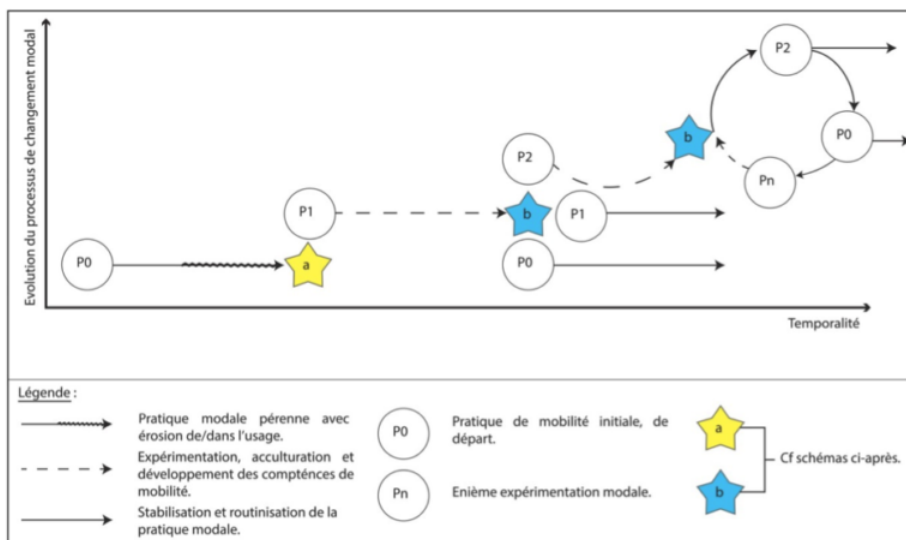 Evolution du processus de changement modal
P2
P0
Pn
b
P2
P1
b
P1
P0
a
P0
Temporalité
Légende :
Pratique modale pérenne avec
érosion de/dans l'usage.
Expérimentation, acculturation et
développement des compténces de
mobilité.
Stabilisation et routinisation de la
pratique modale.
P0
Pratique de mobilité initiale, de
départ.
Pn
Enième expérimentation modale.
a
b
Cf schémas ci-après.